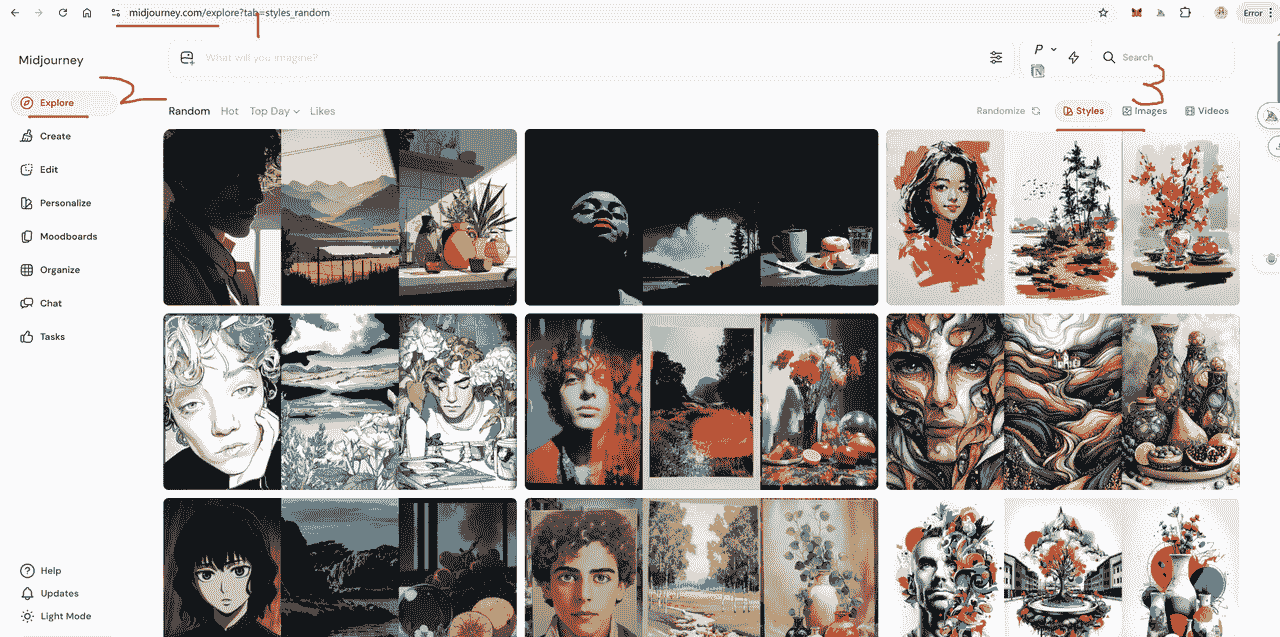 midjourney.com/explore?tab=styles_random
Error
1
Midjourney
What will you imagine?
P
Search
2
3
Explore
Random Hot Top Day Likes
Randomize Styles Images Videos
Create
Edit
Personalize
Moodboards
Organize
Chat
Tasks
Help
Updates
Light Mode